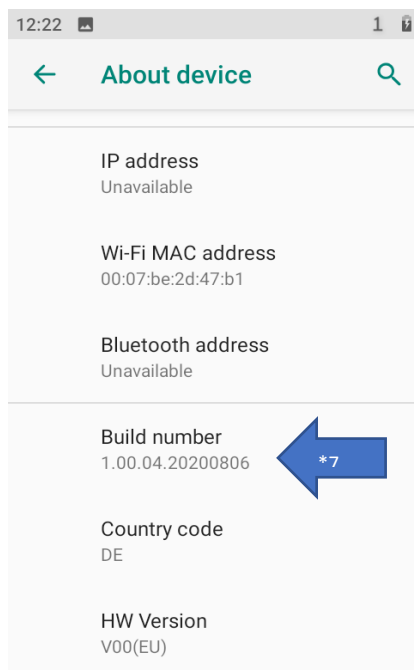 12:22 1
About device
IP address
Unavailable
Wi-Fi MAC address
00:07:be:2d:47:b1
Bluetooth address
Unavailable
Build number
1.00.04.20200806
*7
Country code
DE
HW Version
V00(EU)